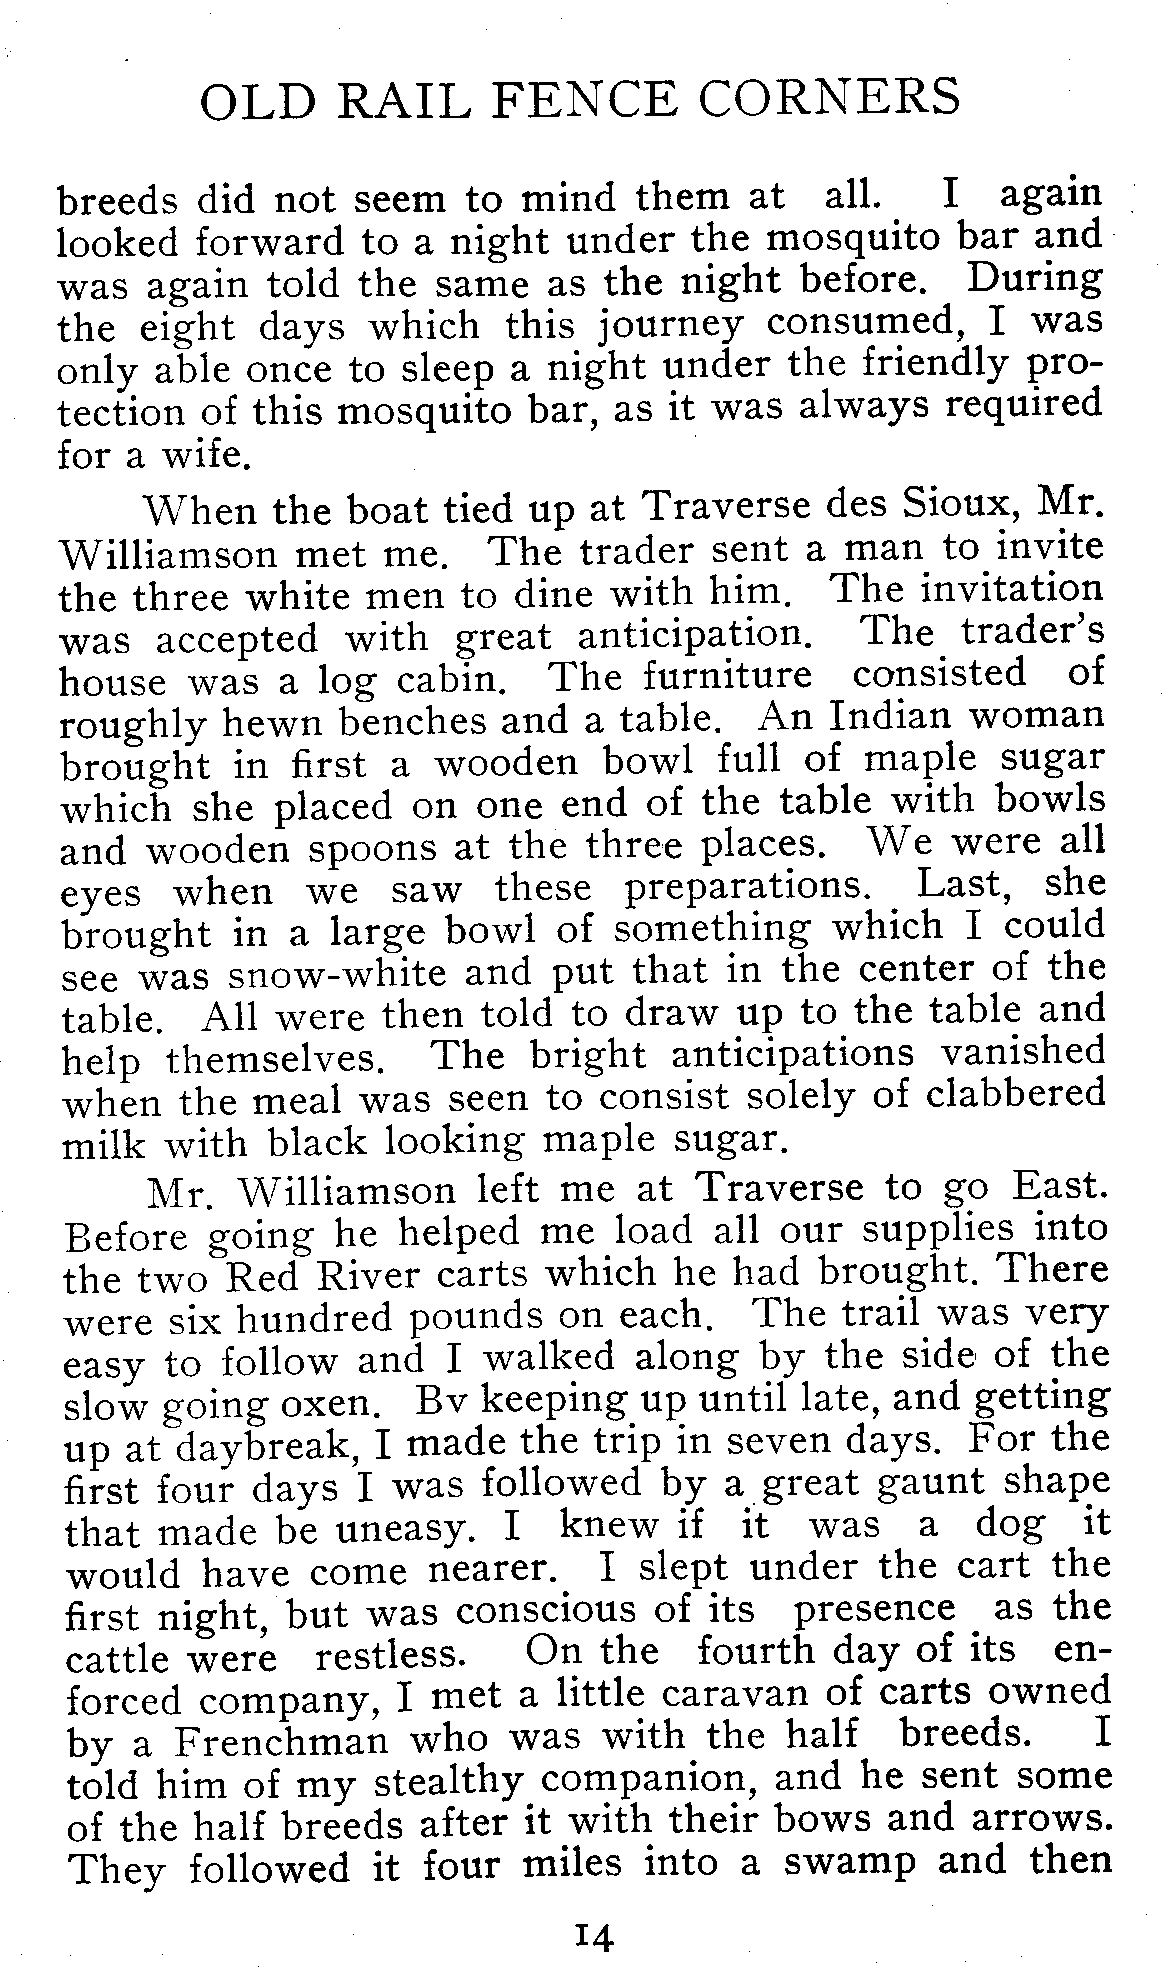 OLD RAIL FENCE CORNERS
breeds did not seem to mind them at all. I again
looked forward to a night under the mosquito bar and
was again told the same as the night before. During
the eight days which this journey consumed, I was
only able once to sleep a night under the friendly pro-
tection of this mosquito bar, as it was always required
for a wife.
When the boat tied up at Traverse des Sioux, Mr.
Williamson met me. The trader sent a man to invite
the three white men to dine with him. The invitation
was accepted with great anticipation. The trader's
house was a log cabin. The furniture consisted of
roughly hewn benches and a table. An Indian woman
brought in first a wooden bowl full of maple sugar
which she placed on one end of the table with bowls
and wooden spoons at the three places. We were all
eyes when we saw these preparations. Last, she
brought in a large bowl of something which I could
see was snow-white and put that in the center of the
table. All were then told to draw up to the table and
help themselves. The bright anticipations vanished
when the meal was seen to consist solely of clabbered
milk with black looking maple sugar.
Mr. Williamson left me at Traverse to go East.
Before going he helped me load all our supplies into
the two Red River carts which he had brought. There
were six hundred pounds on each. The trail was very
easy to follow and I walked along by the side of the
slow going oxen. Bv keeping up until late, and getting
up at daybreak, I made the trip in seven days. For the
first four days I was followed by a great gaunt shape
that made be uneasy. I knew if it was a dog it
would have come nearer. I slept under the cart the
first night, but was conscious of its presence as the
cattle were restless. On the fourth day of its en-
forced company, I met a little caravan of carts owned
by a Frenchman who was with the half breeds. I
told him of my stealthy companion, and he sent some
of the half breeds after it with their bows and arrows.
They followed it four miles into a swamp and then
14